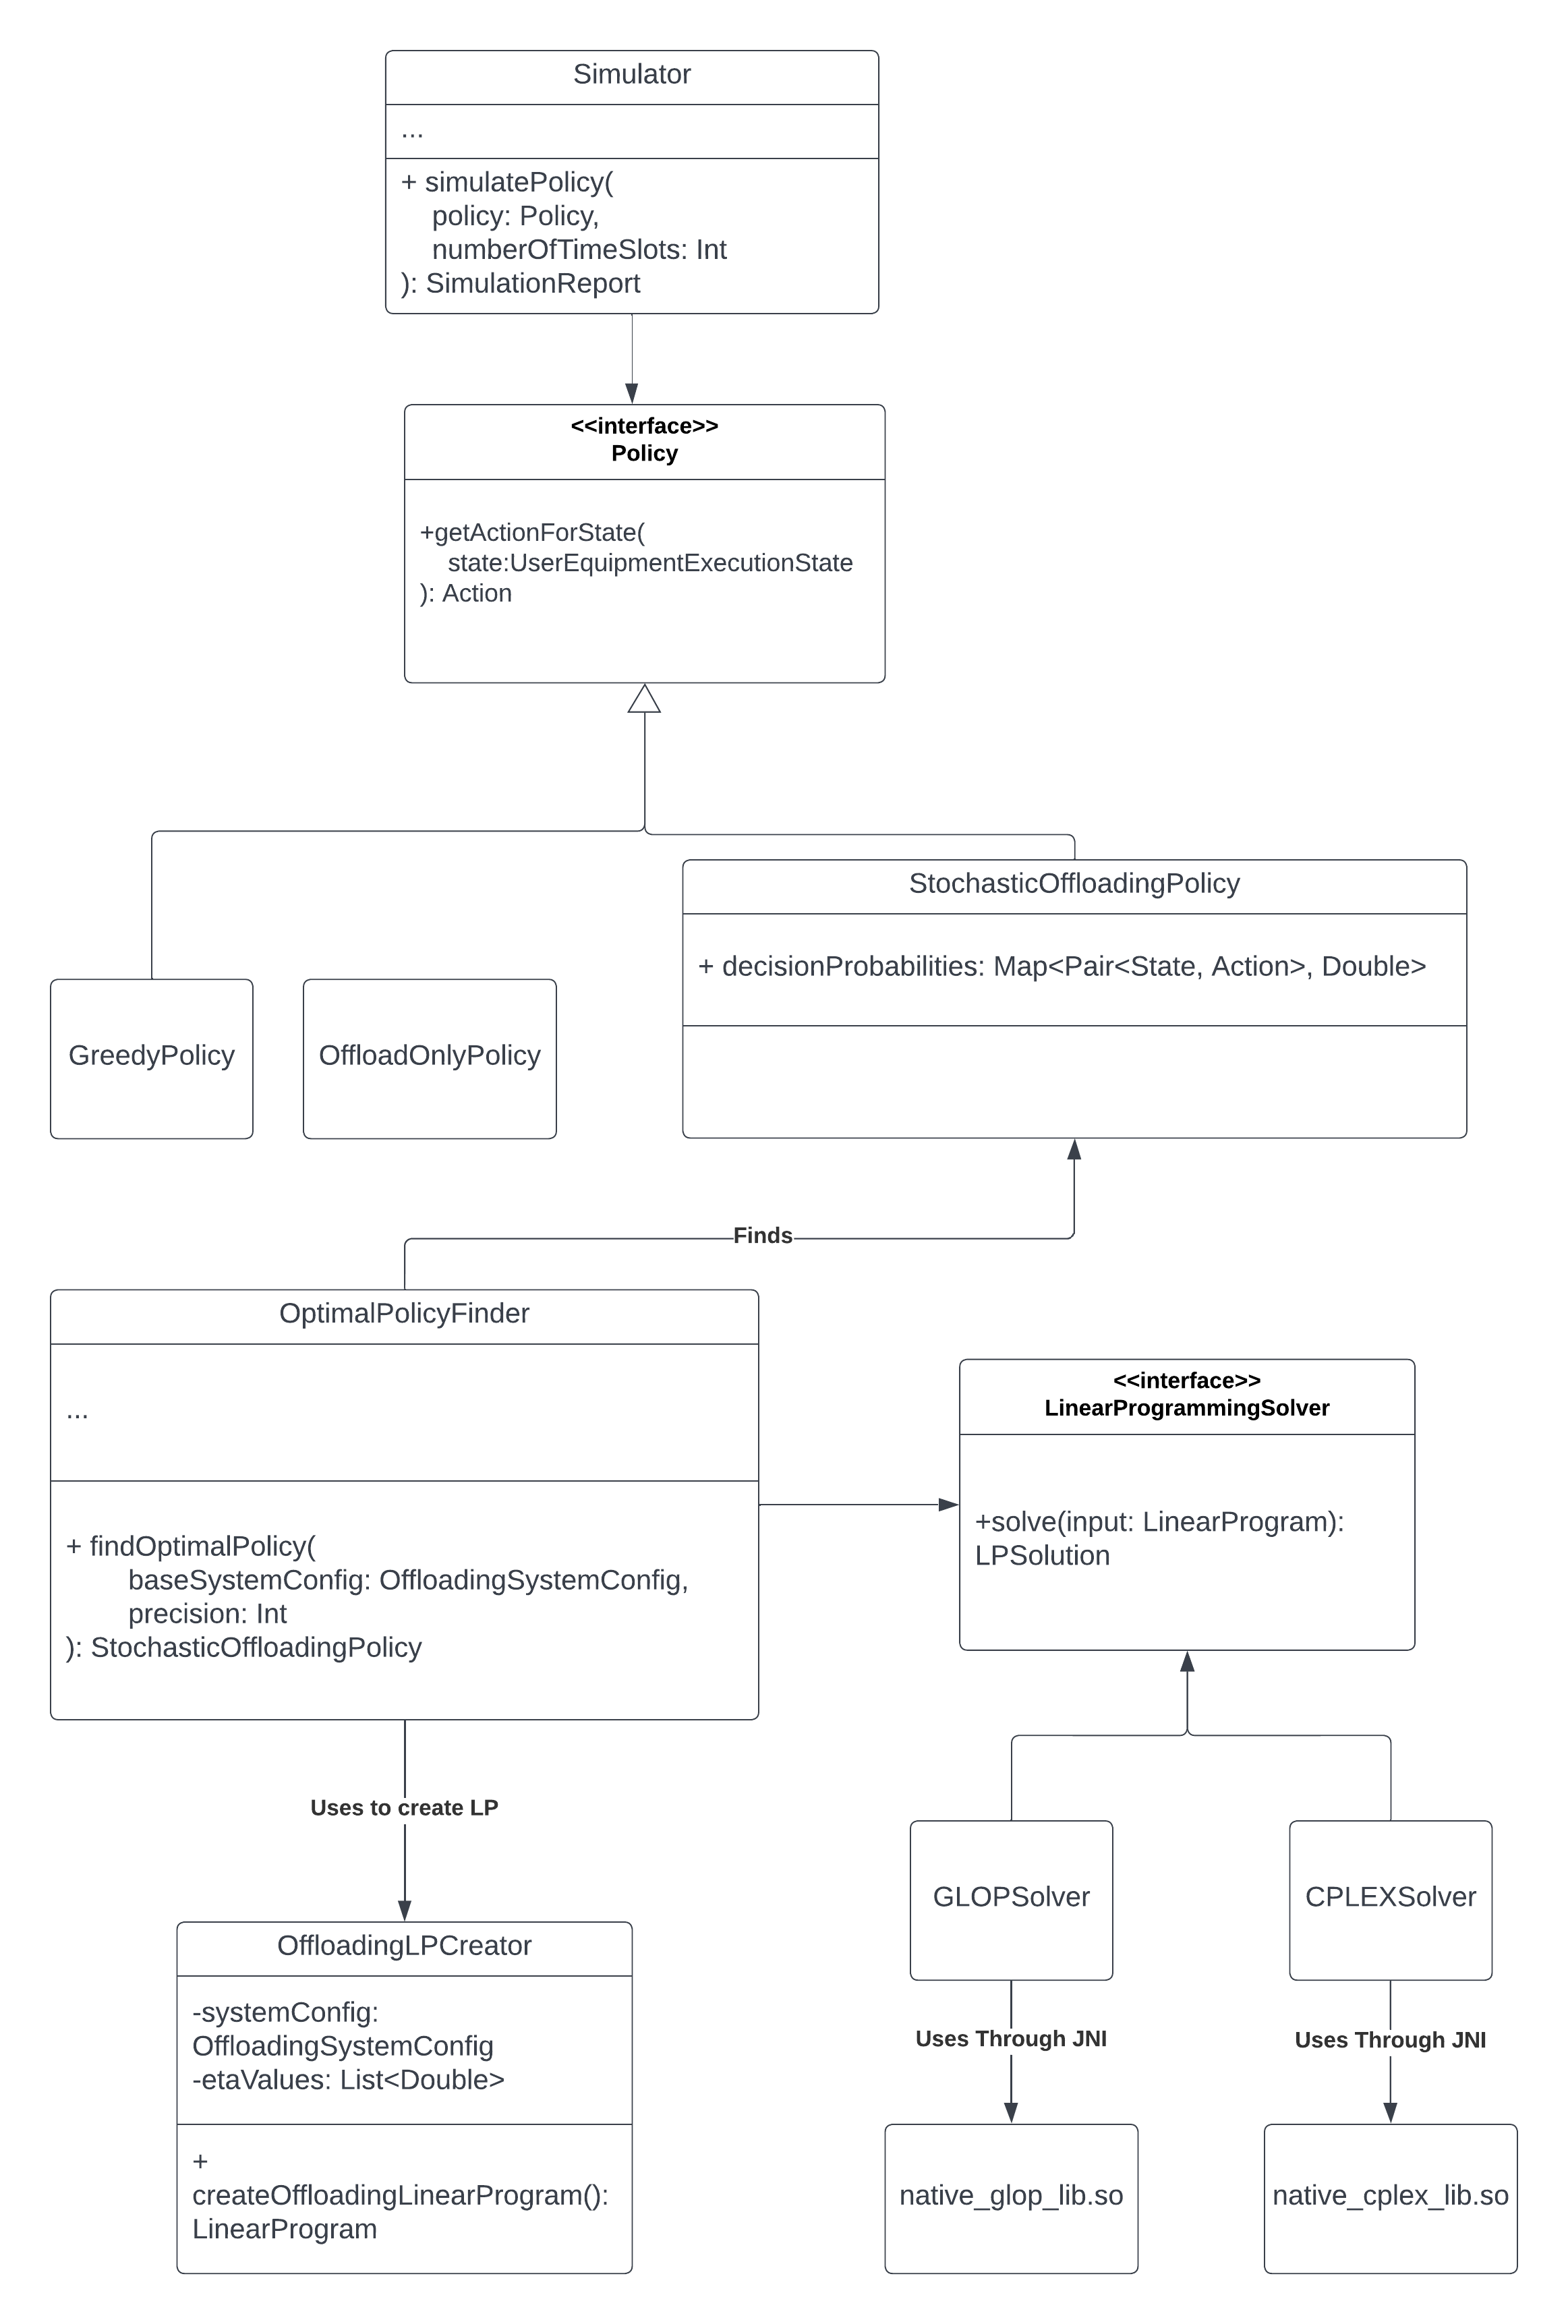 Simulator
...
+ simulatePolicy(
policy: Policy,
numberOfTimeSlots: Int
): SimulationReport
<<interface>>
Policy
+getActionForState(
state:UserEquipmentExecutionState
): Action
StochasticOffloadingPolicy
+ decisionProbabilities: Map<Pair<State, Action>, Double>
GreedyPolicy
OffloadOnlyPolicy
Finds
OptimalPolicyFinder
...
+ findOptimalPolicy(
baseSystemConfig: OffloadingSystemConfig,
precision: Int
): StochasticOffloadingPolicy
<<interface>>
LinearProgrammingSolver
+solve(input: LinearProgram):
LPSolution
Uses to create LP
GLOPSolver
CPLEXSolver
OffloadingLPCreator
-systemConfig:
OffloadingSystemConfig
-etaValues: List<Double>
+
createOffloadingLinearProgram():
LinearProgram
Uses Through JNI
Uses Through JNI
native_glop_lib.so
native_cplex_lib.so